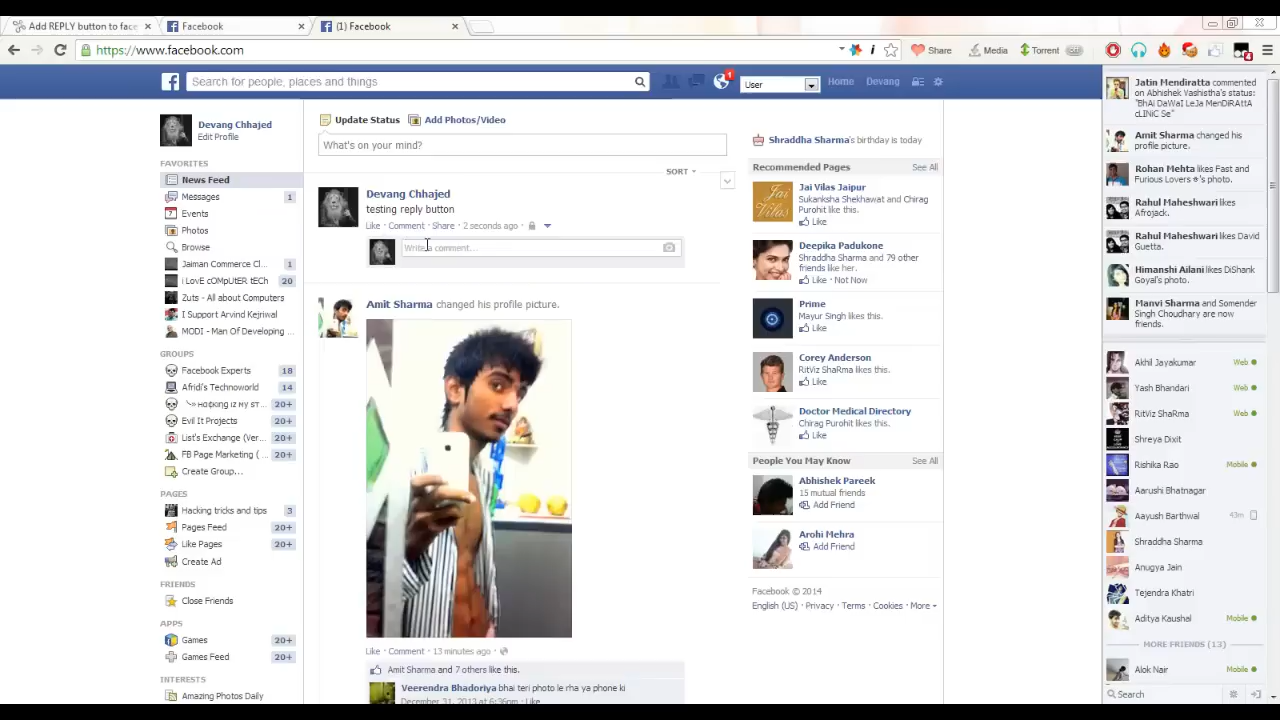 Add REPLY button to face
Facebook
(1) Facebook
https://www.facebook.com
Share
Media
Torrent
Search for people, places and things
1
User
Home
Devang
Devang Chhajed
Edit Profile
FAVORITES
News Feed
Messages 1
Events
Photos
Browse
Jaiman Commerce Cl... 1
i LovE cOMpUtER tECh 20
Zuts - All about Computers
I Support Arvind Kejriwal
MODI - Man Of Developing ...
GROUPS
Facebook Experts 18
Afridi's Technoworld 14
20+
Evil It Projects 20+
List's Exchange (Ver... 20+
FB Page Marketing ( ... 20+
Create Group...
PAGES
Hacking tricks and tips 3
Pages Feed 20+
Like Pages 20+
Create Ad
FRIENDS
Close Friends
APPS
Games 20+
Games Feed 20+
INTERESTS
Amazing Photos Daily
Update Status
Add Photos/Video
What's on your mind?
SORT
Devang Chhajed
testing reply button
Like · Comment · Share · 2 seconds ago ·
Write a comment...
Amit Sharma changed his profile picture.
Like · Comment · 13 minutes ago ·
Amit Sharma and 7 others like this.
Veerendra Bhadoriya bhai teri photo le rha ya phone ki
December 31, 2013 at 6:36pm · Like
Shraddha Sharma's birthday is today
Recommended Pages See All
Jai Vilas Jaipur
Sukanksha Shekhawat and Chirag
Purohit like this.
Like
Deepika Padukone
Shraddha Sharma and 79 other
friends like her.
Like · Not Now
Prime
Mayur Singh likes this.
Like
Corey Anderson
RitViz ShaRma likes this.
Like
Doctor Medical Directory
Chirag Purohit likes this.
Like
People You May Know See All
Abhishek Pareek
15 mutual friends
Add Friend
Arohi Mehra
Add Friend
Facebook © 2014
English (US) · Privacy · Terms · Cookies · More
Jatin Mendiratta commented
on Abhishek Vashistha's status:
"BhAi DaWaI LeJa MenDiRAttA
cLINiC Se"
Amit Sharma changed his
profile picture.
Rohan Mehta likes Fast and
Furious Lovers ★'s photo.
Rahul Maheshwari likes
Afrojack.
Rahul Maheshwari likes David
Guetta.
Himanshi Ailani likes DiShank
Goyal's photo.
Manvi Sharma and Somender
Singh Choudhary are now
friends.
Akhil Jayakumar Web
Yash Bhandari Web
RitViz ShaRma Web
Shreya Dixit
Rishika Rao Mobile
Aarushi Bhatnagar
Aayush Barthwal 43m
Shraddha Sharma
Anugya Jain
Tejendra Khatri
Aditya Kaushal Mobile
MORE FRIENDS (13)
Alok Nair Mobile
Search